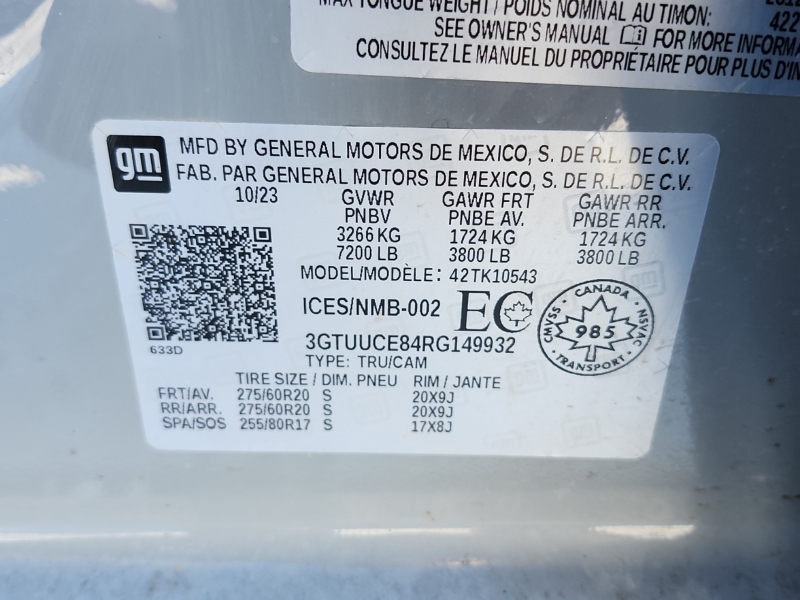 MAX TONGUE WEIGHT / POIDS NOMINAL AU TIMON:
422
SEE OWNER'S MANUAL FOR MORE
CONSULTEZ LE MANUEL DU PROPRIÉTAIRE POUR PLUS
gm
MFD BY GENERAL MOTORS DE MEXICO, S. DE R.L. DE C.V.
FAB. PAR GENERAL MOTORS DE MEXICO, S. DE R.L. DE C.V.
10/23 GVWR GAWR FRT GAWR RR
PNBV PNBE AV. PNBE ARR.
3266 KG 1724 KG 1724 KG
7200 LB 3800 LB 3800 LB
MODEL/MODÈLE: 42TK10543
ICES/NMB-002 EC
CANADA
CMVSS 985 NSVAC
TRANSPORT
3GTUUCE84RG149932
633D
TYPE: TRU/CAM
TIRE SIZE / DIM. PNEU RIM / JANTE
FRT/AV. 275/60R20 S 20X9J
RR/ARR. 275/60R20 S 20X9J
SPA/SOS 255/80R17 S 17X8J